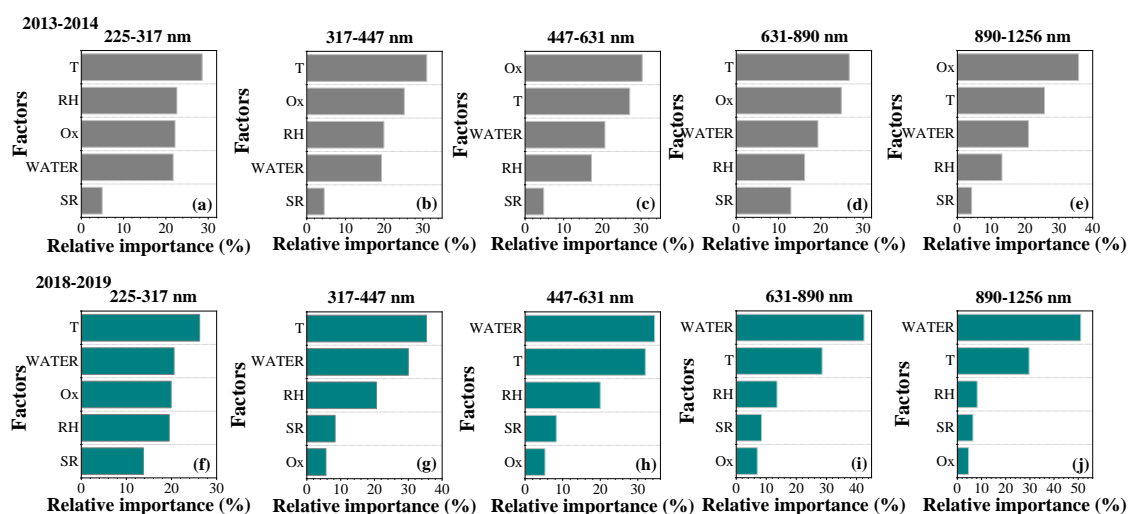 2013-2014
225-317 nm
Factors
T
RH
Ox
WATER
SR
(a)
0 10 20 30
Relative importance (%)
317-447 nm
Factors
T
Ox
RH
WATER
SR
(b)
0 10 20 30
Relative importance (%)
447-631 nm
Factors
Ox
T
WATER
RH
SR
(c)
0 10 20 30
Relative importance (%)
631-890 nm
Factors
T
Ox
WATER
RH
SR
(d)
0 10 20 30
Relative importance (%)
890-1256 nm
Factors
Ox
T
WATER
RH
SR
(e)
0 10 20 30 40
Relative importance (%)
2018-2019
225-317 nm
Factors
T
WATER
Ox
RH
SR
(f)
0 10 20 30
Relative importance (%)
317-447 nm
Factors
T
WATER
RH
SR
Ox
(g)
0 10 20 30 40
Relative importance (%)
447-631 nm
Factors
WATER
T
RH
SR
Ox
(h)
0 10 20 30
Relative importance (%)
631-890 nm
Factors
WATER
T
RH
SR
Ox
(i)
0 10 20 30 40
Relative importance (%)
890-1256 nm
Factors
WATER
T
RH
SR
Ox
(j)
0 10 20 30 40 50
Relative importance (%)